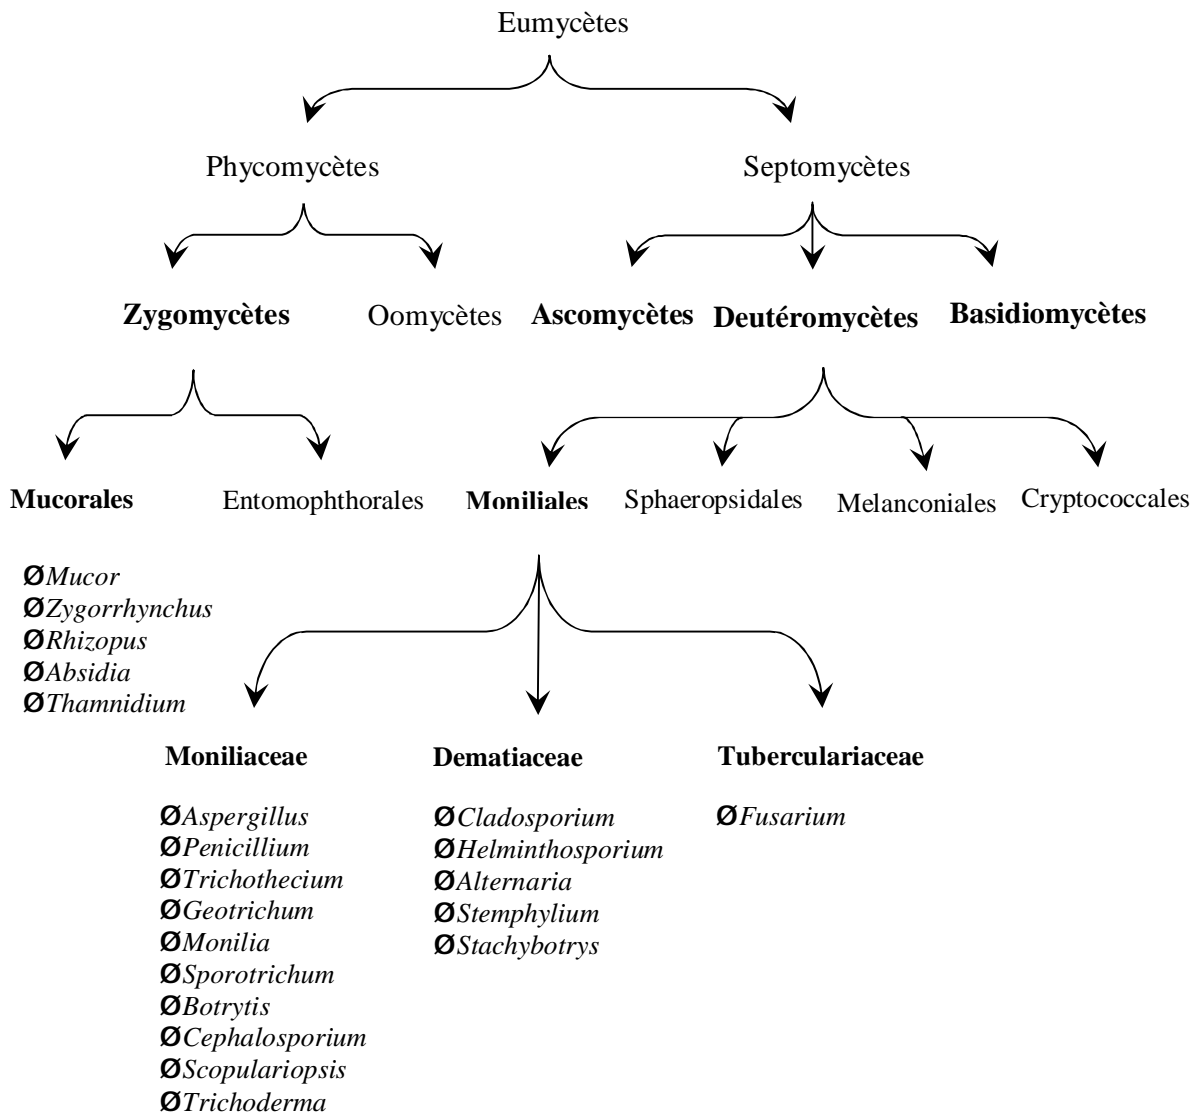 Eumycètes
Phycomycètes Septomycètes
Zygomycètes Oomycètes Ascomycètes Deutéromycètes Basidiomycètes
Mucorales Entomophthorales Moniliales Sphaeropsidales Melanconiales Cryptococcales
ØMucor
ØZygorrhynchus
ØRhizopus
ØAbsidia
ØThamnidium
Moniliaceae Dematiaceae Tuberculariaceae
ØAspergillus ØCladosporium ØFusarium
ØPenicillium ØHelminthosporium
ØTrichothecium ØAlternaria
ØGeotrichum ØStemphylium
ØMonilia ØStachybotrys
ØSporotrichum
ØBotrytis
ØCephalosporium
ØScopulariopsis
ØTrichoderma